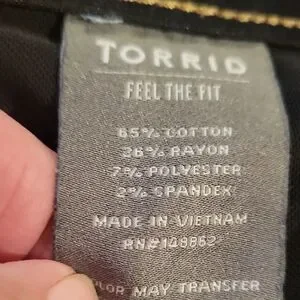 TORRID
FEEL THE FIT
65% COTTON
26% RAYON
7% POLYESTER
2% SPANDEX
MADE IN VIETNAM
RN#148862
MAY TRANSFER